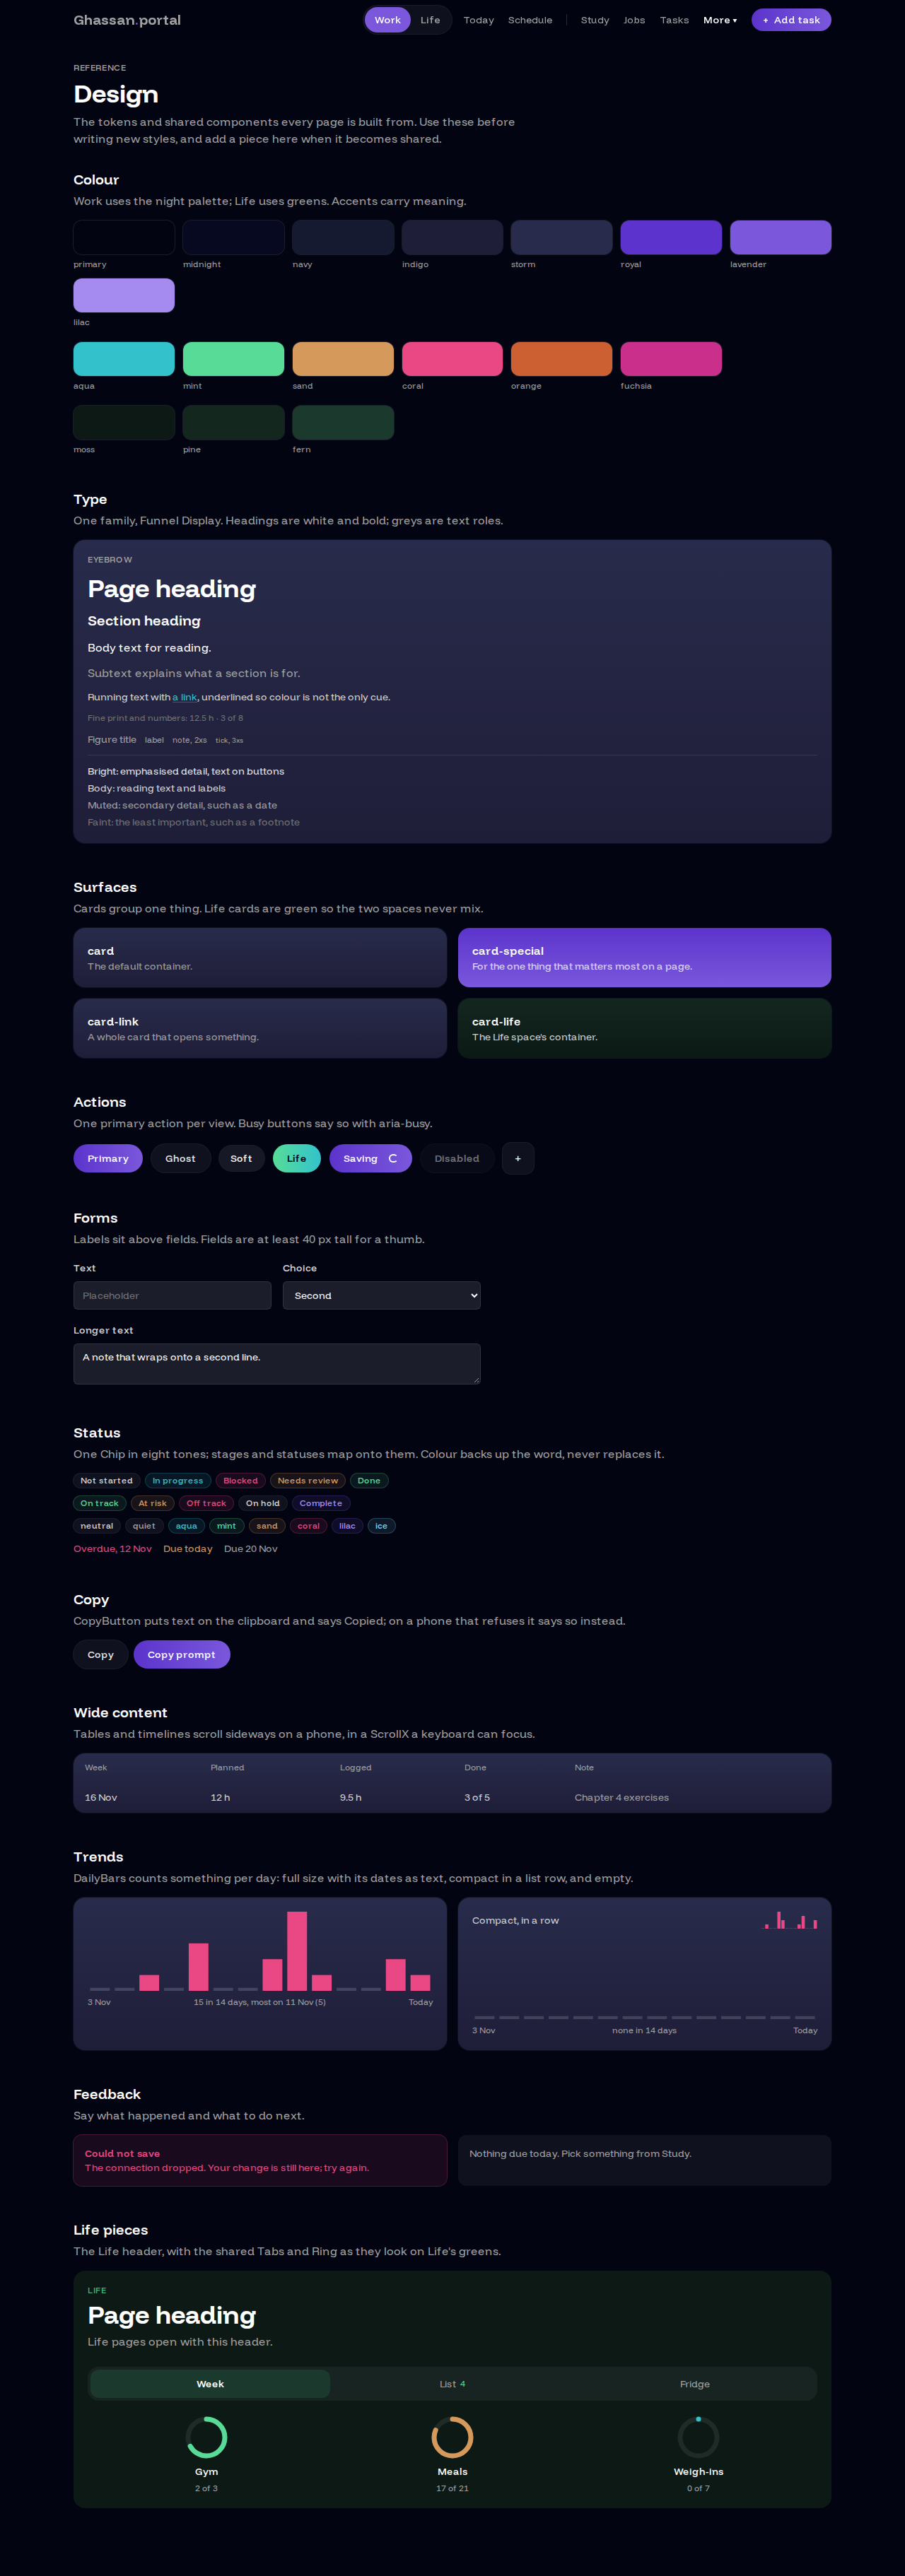 Ghassan.portal
Work Life Today Schedule Study Jobs Tasks More ▾ + Add task
REFERENCE
Design
The tokens and shared components every page is built from. Use these before
writing new styles, and add a piece here when it becomes shared.
Colour
Work uses the night palette; Life uses greens. Accents carry meaning.
primary midnight navy indigo storm royal lavender
lilac
aqua mint sand coral orange fuchsia
moss pine fern
Type
One family, Funnel Display. Headings are white and bold; greys are text roles.
EYEBROW
Page heading
Section heading
Body text for reading.
Subtext explains what a section is for.
Running text with a link, underlined so colour is not the only cue.
Fine print and numbers: 12.5 h · 3 of 8
Figure title label note, 2xs tick, 3xs
Bright: emphasised detail, text on buttons
Body: reading text and labels
Muted: secondary detail, such as a date
Faint: the least important, such as a footnote
Surfaces
Cards group one thing. Life cards are green so the two spaces never mix.
card
The default container.
card-special
For the one thing that matters most on a page.
card-link
A whole card that opens something.
card-life
The Life space's container.
Actions
One primary action per view. Busy buttons say so with aria-busy.
Primary Ghost Soft Life Saving Disabled +
Forms
Labels sit above fields. Fields are at least 40 px tall for a thumb.
Text Choice
Placeholder Second
Longer text
A note that wraps onto a second line.
Status
One Chip in eight tones; stages and statuses map onto them. Colour backs up the word, never replaces it.
Not started In progress Blocked Needs review Done
On track At risk Off track On hold Complete
neutral quiet aqua mint sand coral lilac ice
Overdue, 12 Nov Due today Due 20 Nov
Copy
CopyButton puts text on the clipboard and says Copied; on a phone that refuses it says so instead.
Copy Copy prompt
Wide content
Tables and timelines scroll sideways on a phone, in a ScrollX a keyboard can focus.
Week Planned Logged Done Note
16 Nov 12 h 9.5 h 3 of 5 Chapter 4 exercises
Trends
DailyBars counts something per day: full size with its dates as text, compact in a list row, and empty.
3 Nov 15 in 14 days, most on 11 Nov (5) Today
Compact, in a row
3 Nov none in 14 days Today
Feedback
Say what happened and what to do next.
Could not save
The connection dropped. Your change is still here; try again.
Nothing due today. Pick something from Study.
Life pieces
The Life header, with the shared Tabs and Ring as they look on Life's greens.
LIFE
Page heading
Life pages open with this header.
Week List 4 Fridge
Gym Meals Weigh-ins
2 of 3 17 of 21 0 of 7